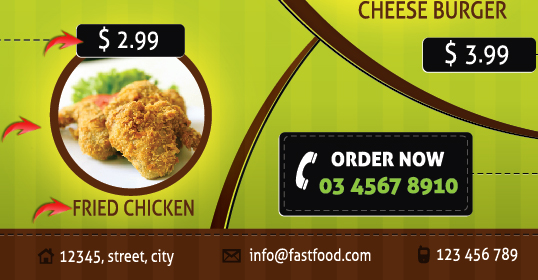 CHEESE BURGER
$ 2.99
$ 3.99
ORDER NOW
03 4567 8910
FRIED CHICKEN
12345, street, city
info@fastfood.com
123 456 789